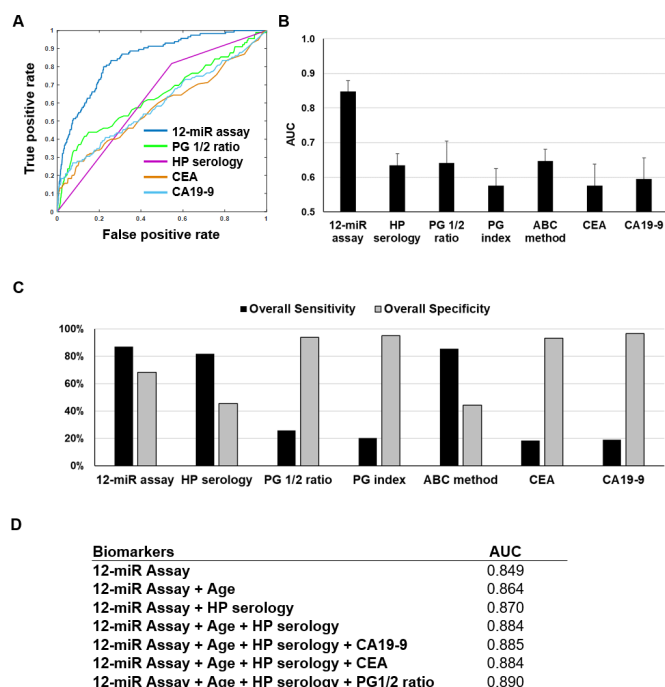 A
True positive rate
1
0.9
0.8
0.7
0.6
0.5
0.4
0.3
0.2
0.1
0
0 0.2 0.4 0.6 0.8 1
False positive rate
12-miR assay
PG 1/2 ratio
HP serology
CEA
CA19-9
B
AUC
1.0
0.9
0.8
0.7
0.6
0.5
12-miR assay
HP serology
PG 1/2 ratio
PG index
ABC method
CEA
CA19-9
C
Overall Sensitivity Overall Specificity
100%
80%
60%
40%
20%
0%
12-miR assay HP serology PG 1/2 ratio PG index ABC method CEA CA19-9
D
Biomarkers AUC
12-miR Assay 0.849
12-miR Assay + Age 0.864
12-miR Assay + HP serology 0.870
12-miR Assay + Age + HP serology 0.884
12-miR Assay + Age + HP serology + CA19-9 0.885
12-miR Assay + Age + HP serology + CEA 0.884
12-miR Assay + Age + HP serology + PG1/2 ratio 0.890